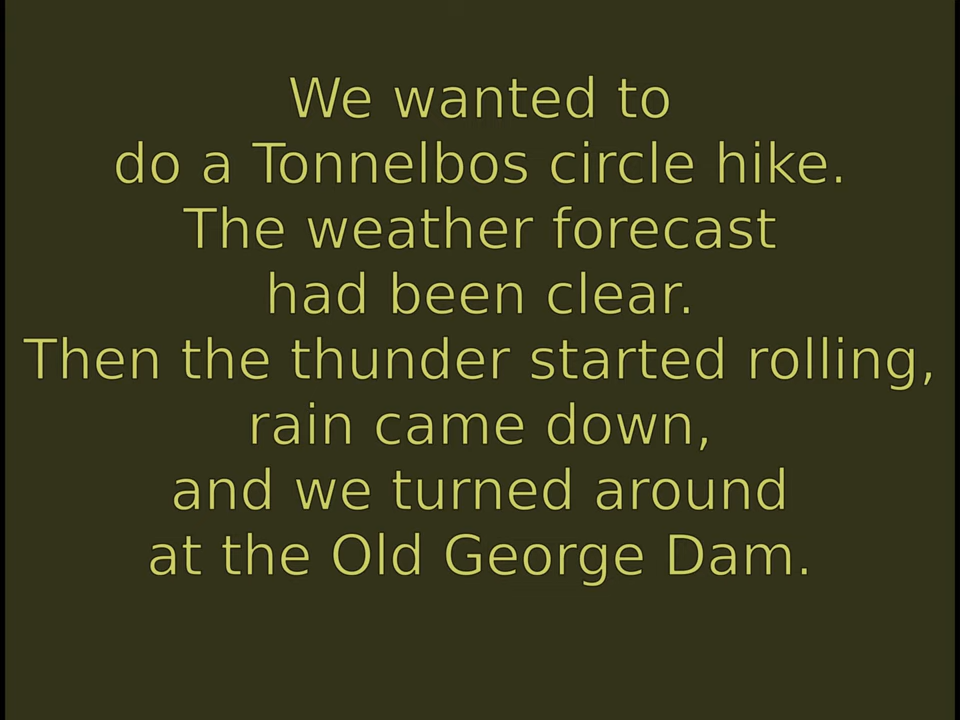 We wanted to
do a Tonnelbos circle hike.
The weather forecast
had been clear.
Then the thunder started rolling,
rain came down,
and we turned around
at the Old George Dam.